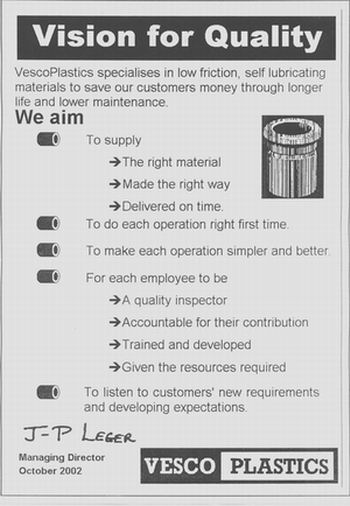 Vision for Quality
VescoPlastics specialises in low friction, self lubricating
materials to save our customers money through longer
life and lower maintenance.
We aim
To supply
➔The right material
➔Made the right way
➔Delivered on time.
To do each operation right first time.
To make each operation simpler and better.
For each employee to be
➔A quality inspector
➔Accountable for their contribution
➔Trained and developed
➔Given the resources required
To listen to customers' new requirements
and developing expectations.
J-P LEGER
Managing Director
October 2002
VESCO PLASTICS